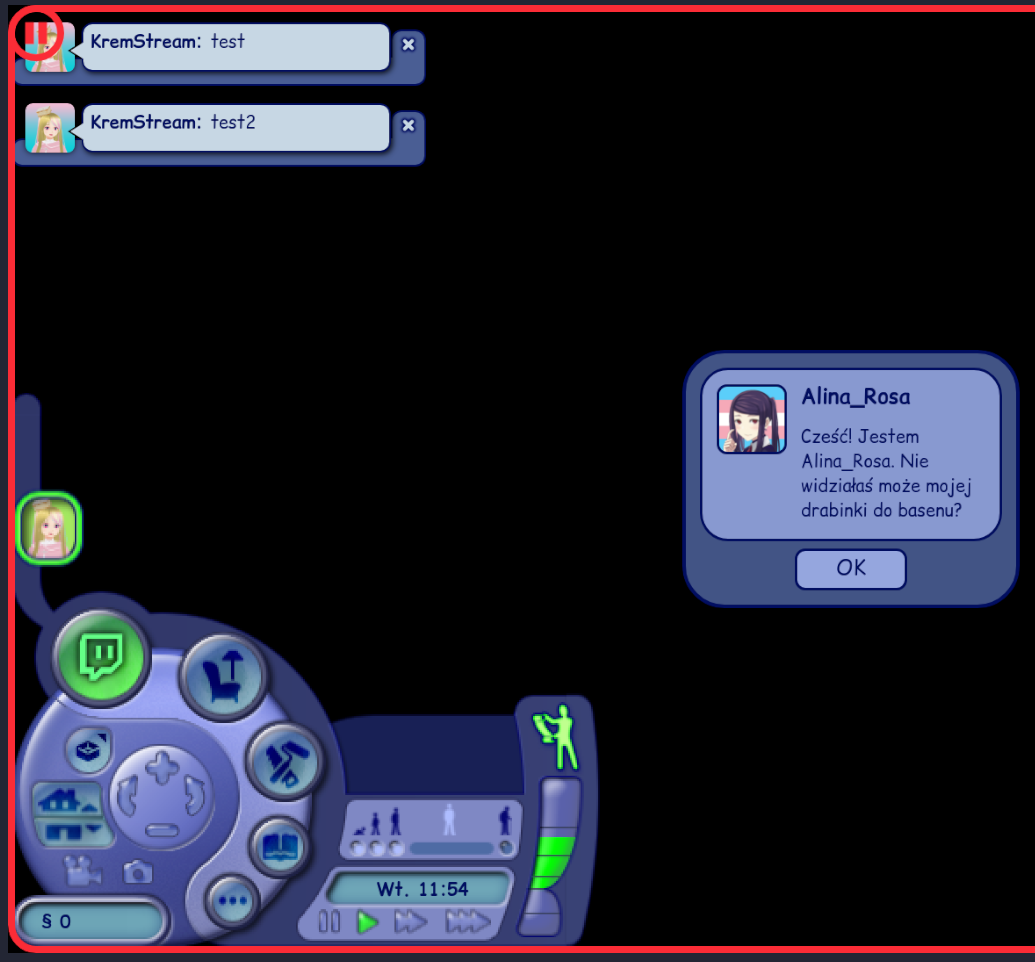 KremStream: test
KremStream: test2
Alina_Rosa
Cześć! Jestem
Alina_Rosa. Nie
widziałaś może mojej
drabinki do basenu?
OK
Wt. 11:54
§ 0